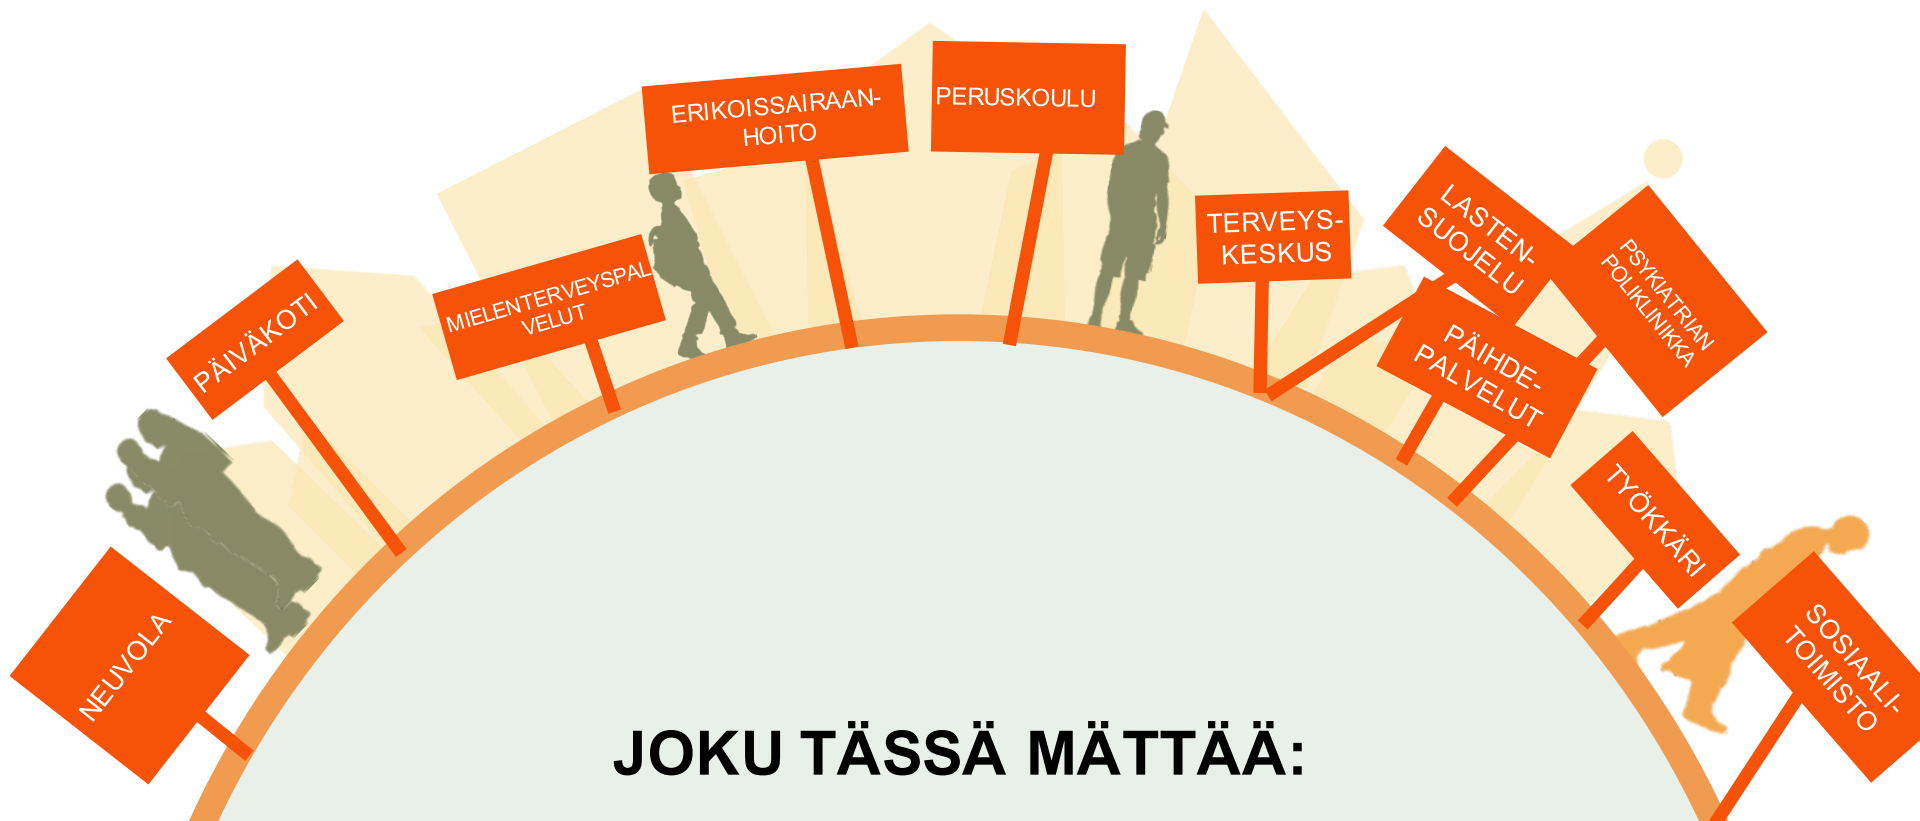 NEUVOLA
PÄIVÄKOTI
MIELENTERVEYSPAL
VELUT
ERIKOISSAIRAAN-
HOITO
PERUSKOULU
TERVEYS-
KESKUS
LASTEN-
SUOJELU
PSYKIATRIAN
POLIKLINIKKA
PÄIHDE-
PALVELUT
TYÖKKÄRI
SOSIAALI-
TOIMISTO
JOKU TÄSSÄ MÄTTÄÄ: